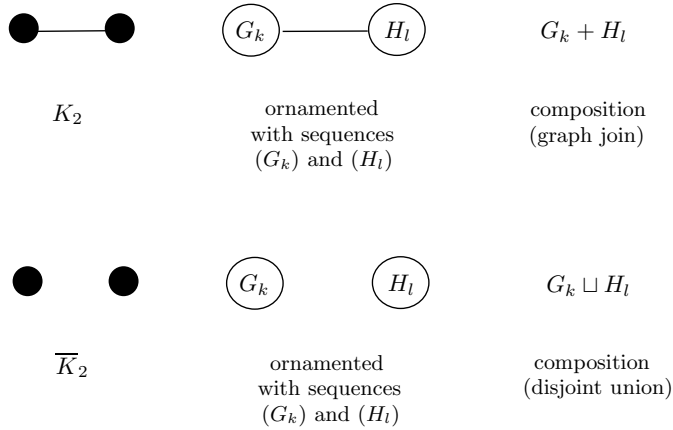 G_k H_l G_k + H_l
K_2
ornamented
with sequences
(G_k) and (H_l)
composition
(graph join)
G_k H_l G_k ⊔ H_l
K̅_2
ornamented
with sequences
(G_k) and (H_l)
composition
(disjoint union)